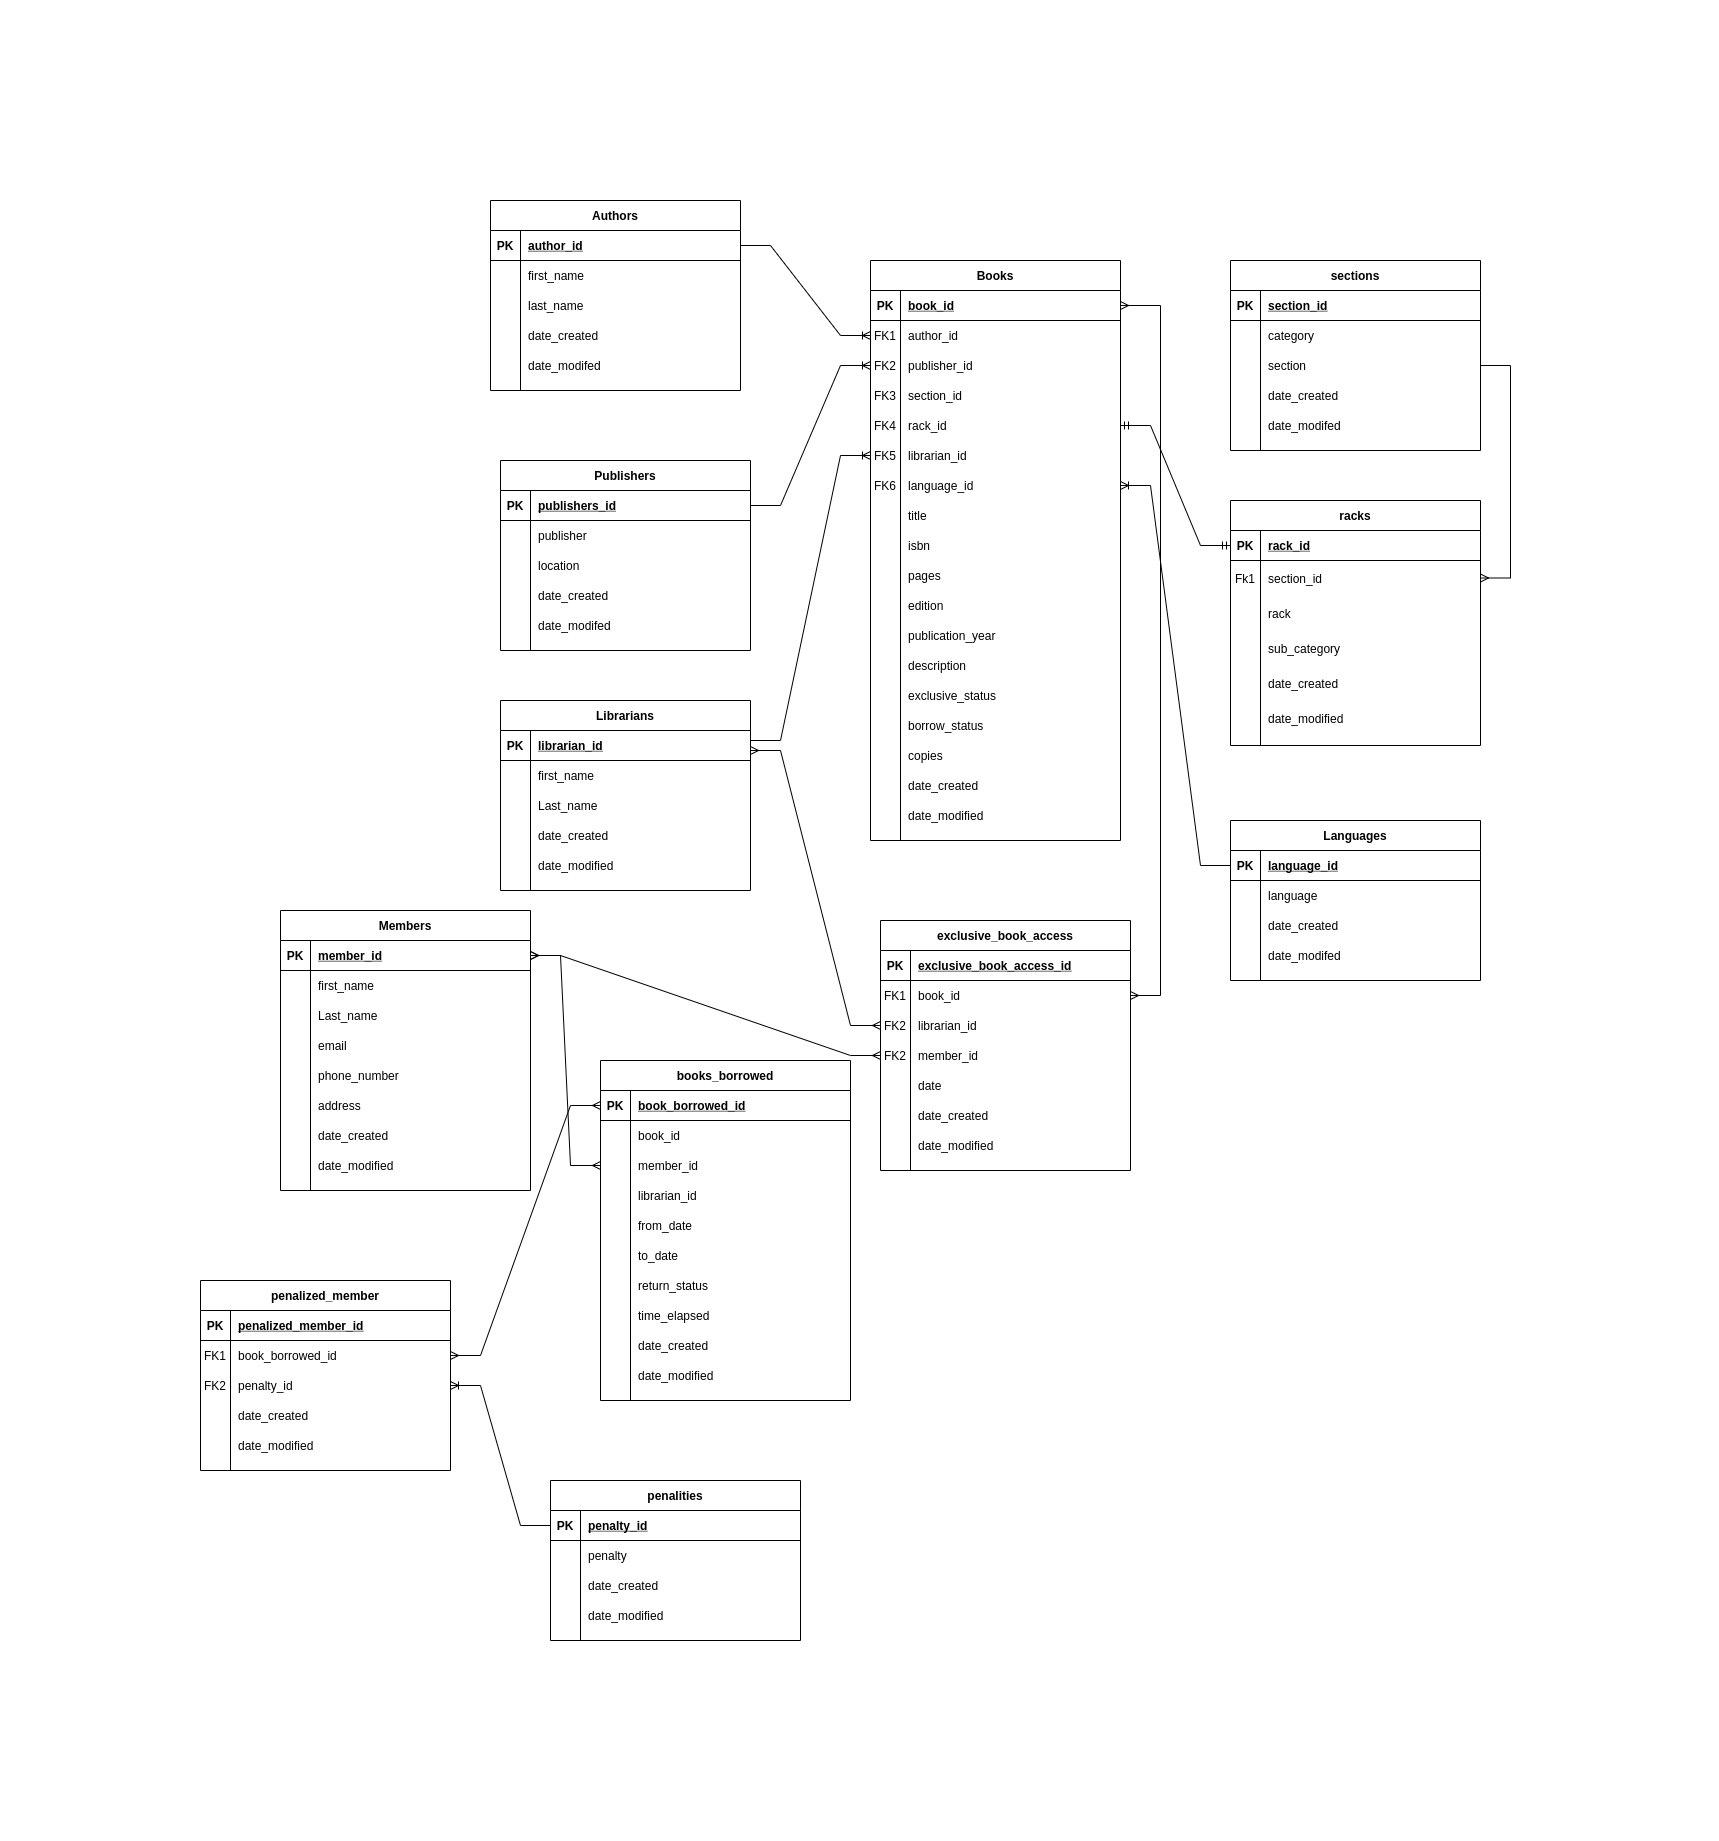 Authors
PK author_id
first_name
last_name
date_created
date_modifed
Books
PK book_id
FK1 author_id
FK2 publisher_id
FK3 section_id
FK4 rack_id
FK5 librarian_id
FK6 language_id
title
isbn
pages
edition
publication_year
description
exclusive_status
borrow_status
copies
date_created
date_modified
sections
PK section_id
category
section
date_created
date_modifed
Publishers
PK publishers_id
publisher
location
date_created
date_modifed
racks
PK rack_id
Fk1 section_id
rack
sub_category
date_created
date_modified
Librarians
PK librarian_id
first_name
Last_name
date_created
date_modified
Languages
PK language_id
language
date_created
date_modifed
Members
PK member_id
first_name
Last_name
email
phone_number
address
date_created
date_modified
exclusive_book_access
PK exclusive_book_access_id
FK1 book_id
FK2 librarian_id
FK2 member_id
date
date_created
date_modified
books_borrowed
PK book_borrowed_id
book_id
member_id
librarian_id
from_date
to_date
return_status
time_elapsed
date_created
date_modified
penalized_member
PK penalized_member_id
FK1 book_borrowed_id
FK2 penalty_id
date_created
date_modified
penalities
PK penalty_id
penalty
date_created
date_modified